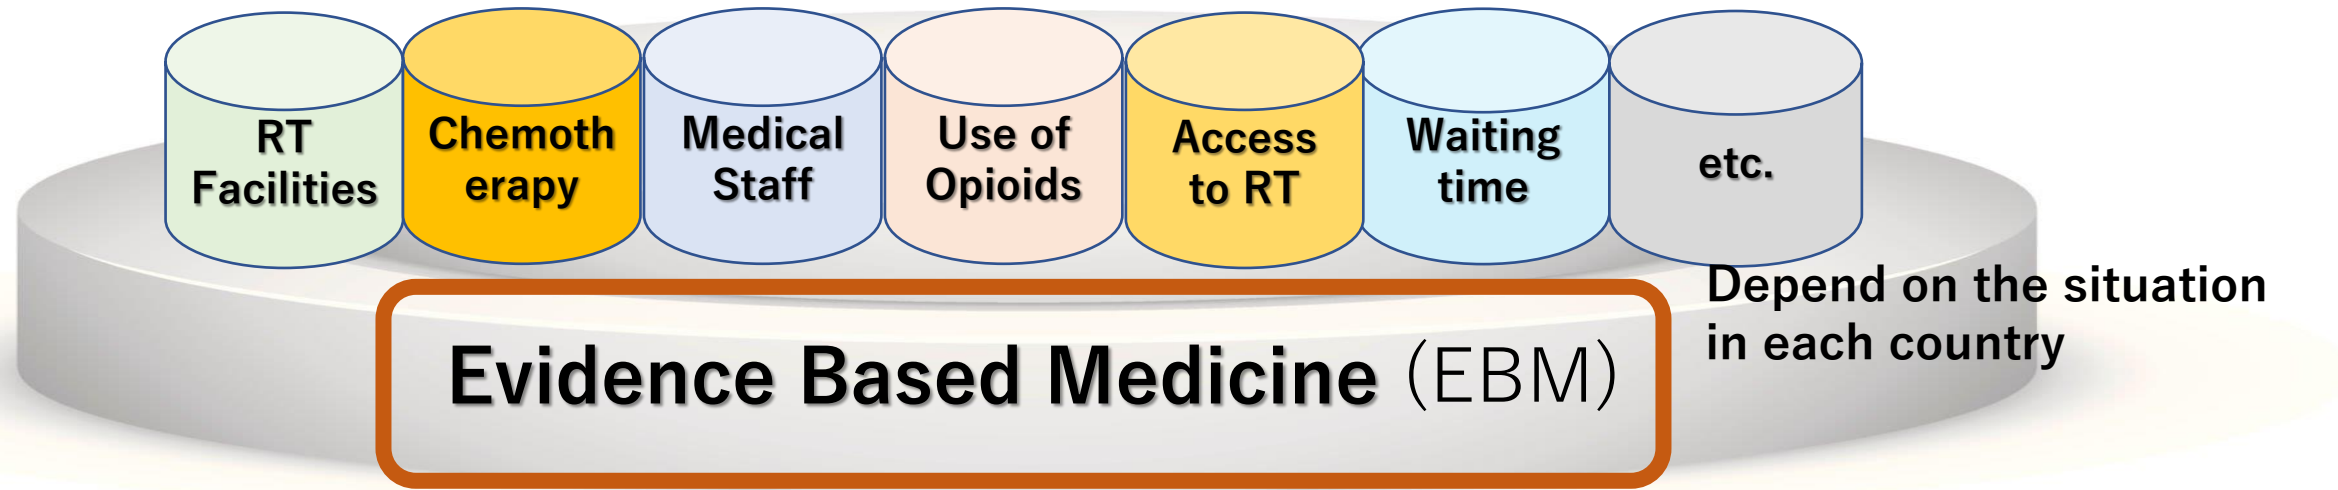 RT
Facilities
Chemoth
erapy
Medical
Staff
Use of
Opioids
Access
to RT
Waiting
time
etc.
Depend on the situation
in each country
Evidence Based Medicine (EBM)